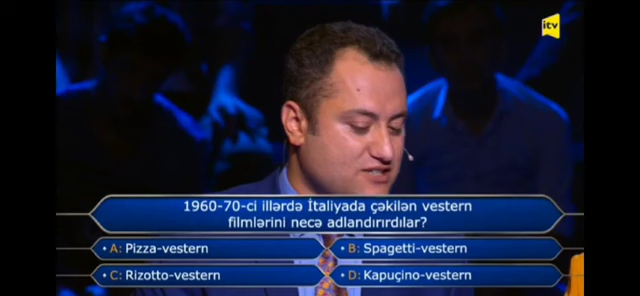 itv
1960-70-ci illərdə İtaliyada çəkilən vestern
filmlərini necə adlandırırdılar?
• A: Pizza-vestern
• B: Spagetti-vestern
• C: Rizotto-vestern
• D: Kapuçino-vestern